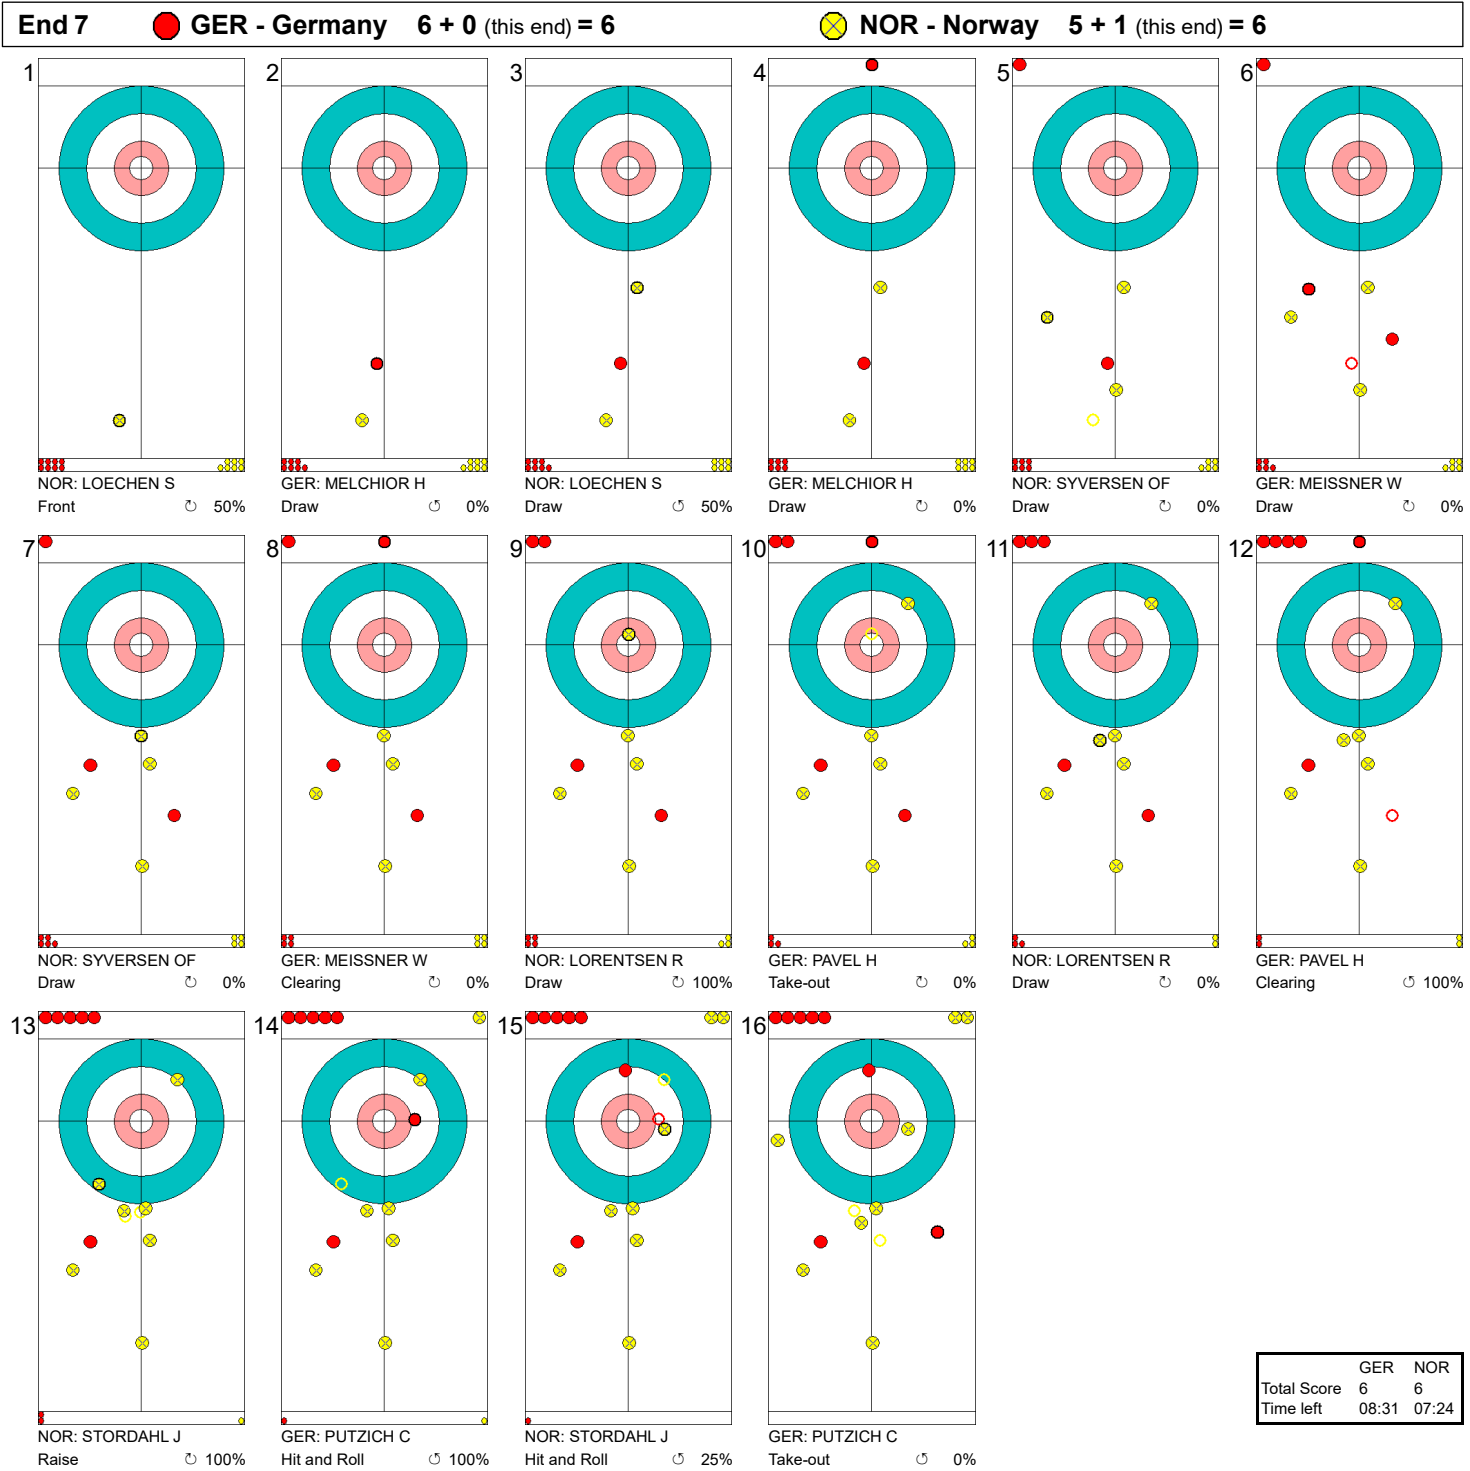 End 7 GER - Germany 6 + 0 (this end) = 6 NOR - Norway 5 + 1 (this end) = 6
1 2 3 4 5 6
NOR: LOECHEN S GER: MELCHIOR H NOR: LOECHEN S GER: MELCHIOR H NOR: SYVERSEN OF GER: MEISSNER W
Front ↻ 50% Draw ↺ 0% Draw ↺ 50% Draw ↺ 0% Draw ↻ 0% Draw ↻ 0%
7 8 9 10 11 12
NOR: SYVERSEN OF GER: MEISSNER W NOR: LORENTSEN R GER: PAVEL H NOR: LORENTSEN R GER: PAVEL H
Draw ↻ 0% Clearing ↻ 0% Draw ↻ 100% Take-out ↺ 0% Draw ↻ 0% Clearing ↺ 100%
13 14 15 16
NOR: STORDAHL J GER: PUTZICH C NOR: STORDAHL J GER: PUTZICH C
Raise ↻ 100% Hit and Roll ↺ 100% Hit and Roll ↺ 25% Take-out ↺ 0%
GER NOR
Total Score 6 6
Time left 08:31 07:24